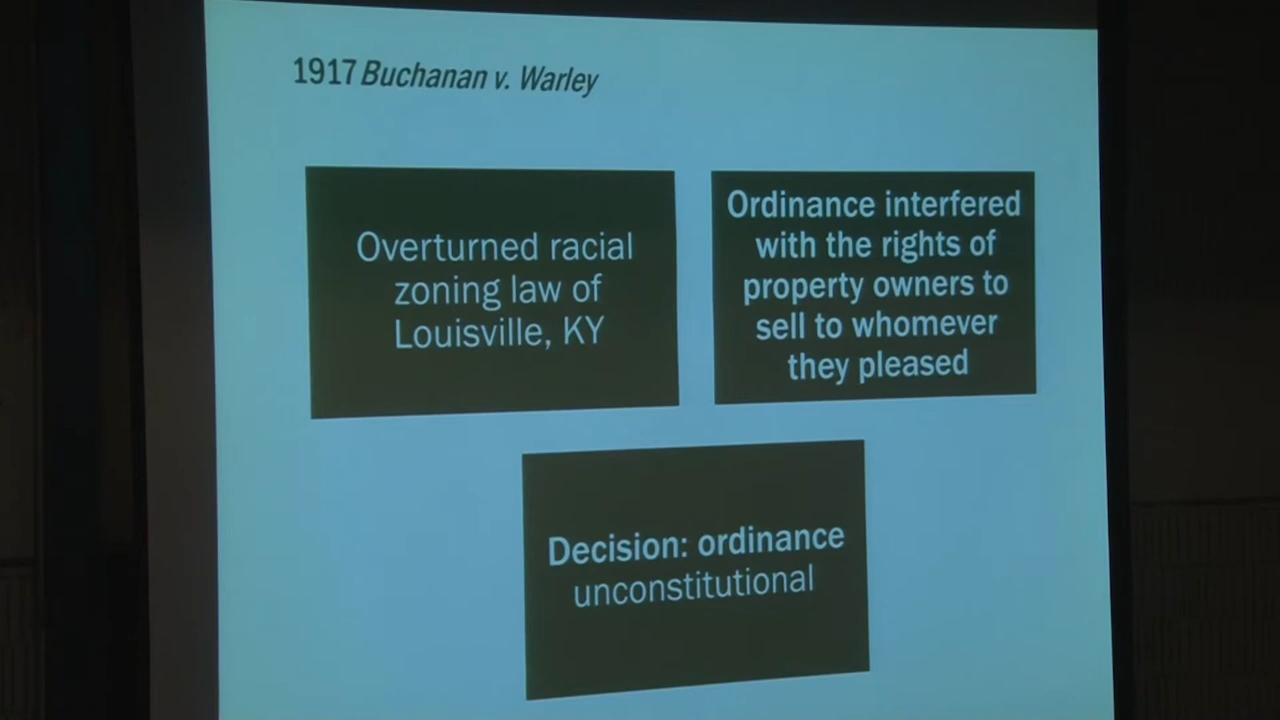 1917 Buchanan v. Warley
Overturned racial
zoning law of
Louisville, KY
Ordinance interfered
with the rights of
property owners to
sell to whomever
they pleased
Decision: ordinance
unconstitutional